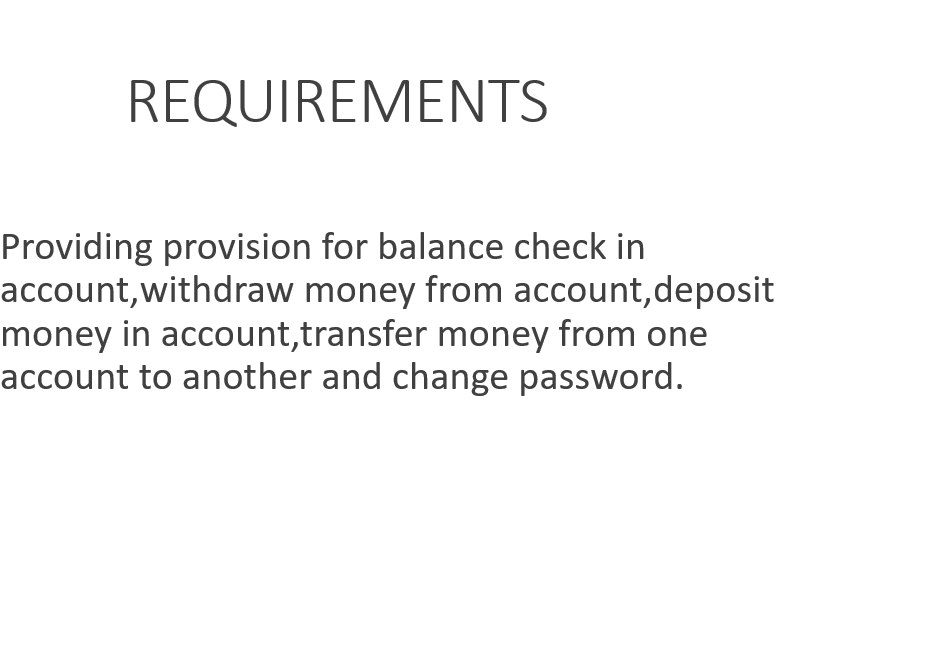 REQUIREMENTS
Providing provision for balance check in
account,withdraw money from account,deposit
money in account,transfer money from one
account to another and change password.